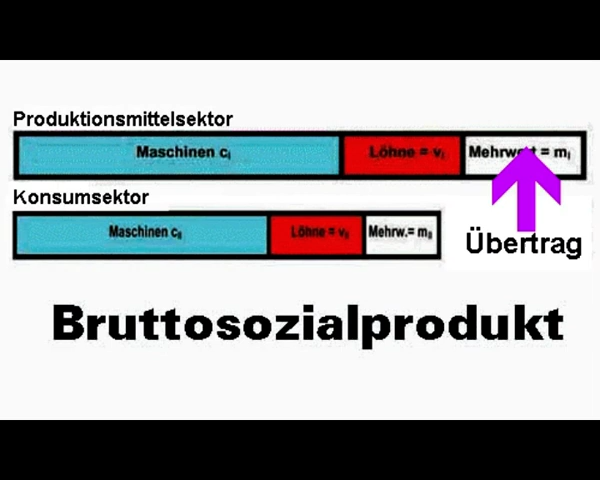 Produktionsmittelsektor
Maschinen cI Löhne = vI Mehrwert = mI
Konsumsektor
Maschinen cII Löhne = vII Mehrw.= mII
Übertrag
Bruttosozialprodukt